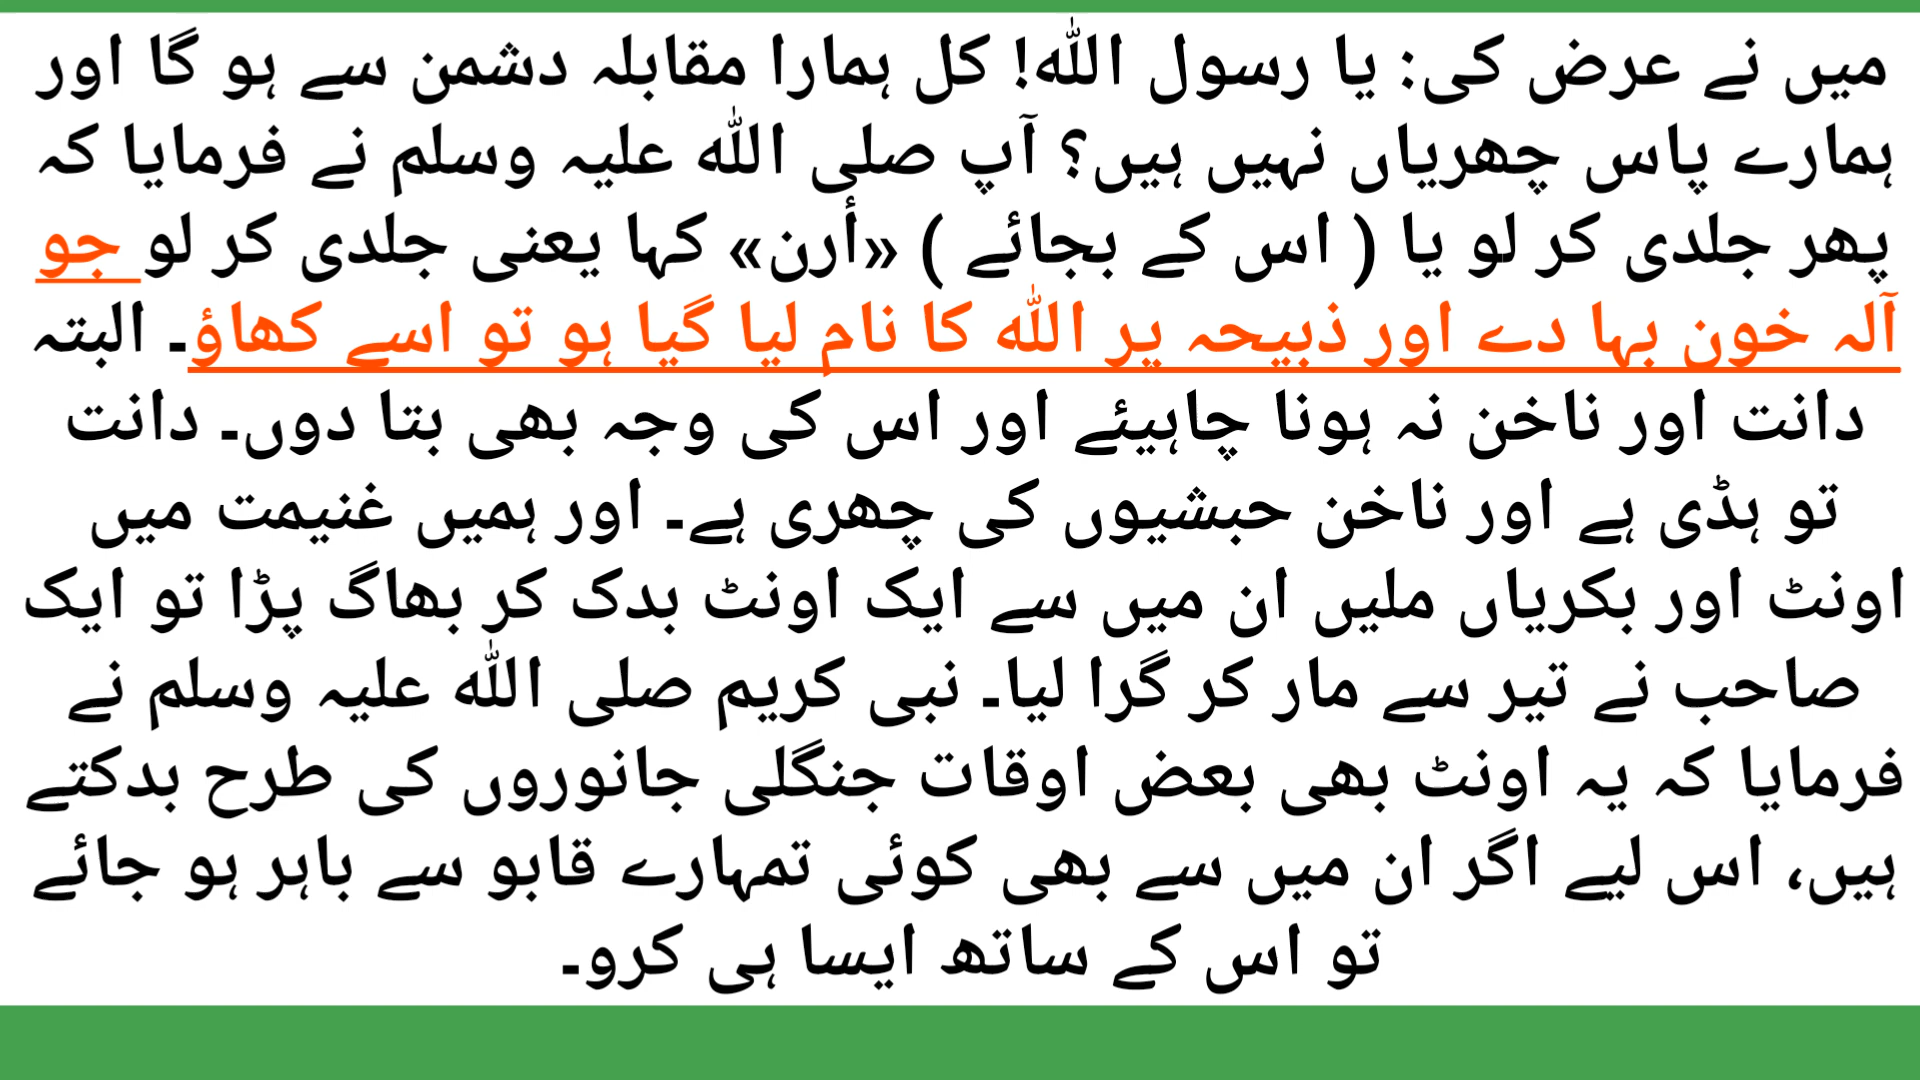 میں نے عرض کی: یا رسول اللہ! کل ہمارا مقابلہ دشمن سے ہو گا اور
ہمارے پاس چھریاں نہیں ہیں؟ آپ صلی اللہ علیہ وسلم نے فرمایا کہ
پھر جلدی کر لو یا ( اس کے بجائے ) «أرن» کہا یعنی جلدی کر لو جو
آلہ خون بہا دے اور ذبیحہ پر اللہ کا نام لیا گیا ہو تو اسے کھاؤ۔ البتہ
دانت اور ناخن نہ ہونا چاہیئے اور اس کی وجہ بھی بتا دوں۔ دانت
تو ہڈی ہے اور ناخن حبشیوں کی چھری ہے۔ اور ہمیں غنیمت میں
اونٹ اور بکریاں ملیں ان میں سے ایک اونٹ بدک کر بھاگ پڑا تو ایک
صاحب نے تیر سے مار کر گرا لیا۔ نبی کریم صلی اللہ علیہ وسلم نے
فرمایا کہ یہ اونٹ بھی بعض اوقات جنگلی جانوروں کی طرح بدکتے
ہیں، اس لیے اگر ان میں سے بھی کوئی تمہارے قابو سے باہر ہو جائے
تو اس کے ساتھ ایسا ہی کرو۔